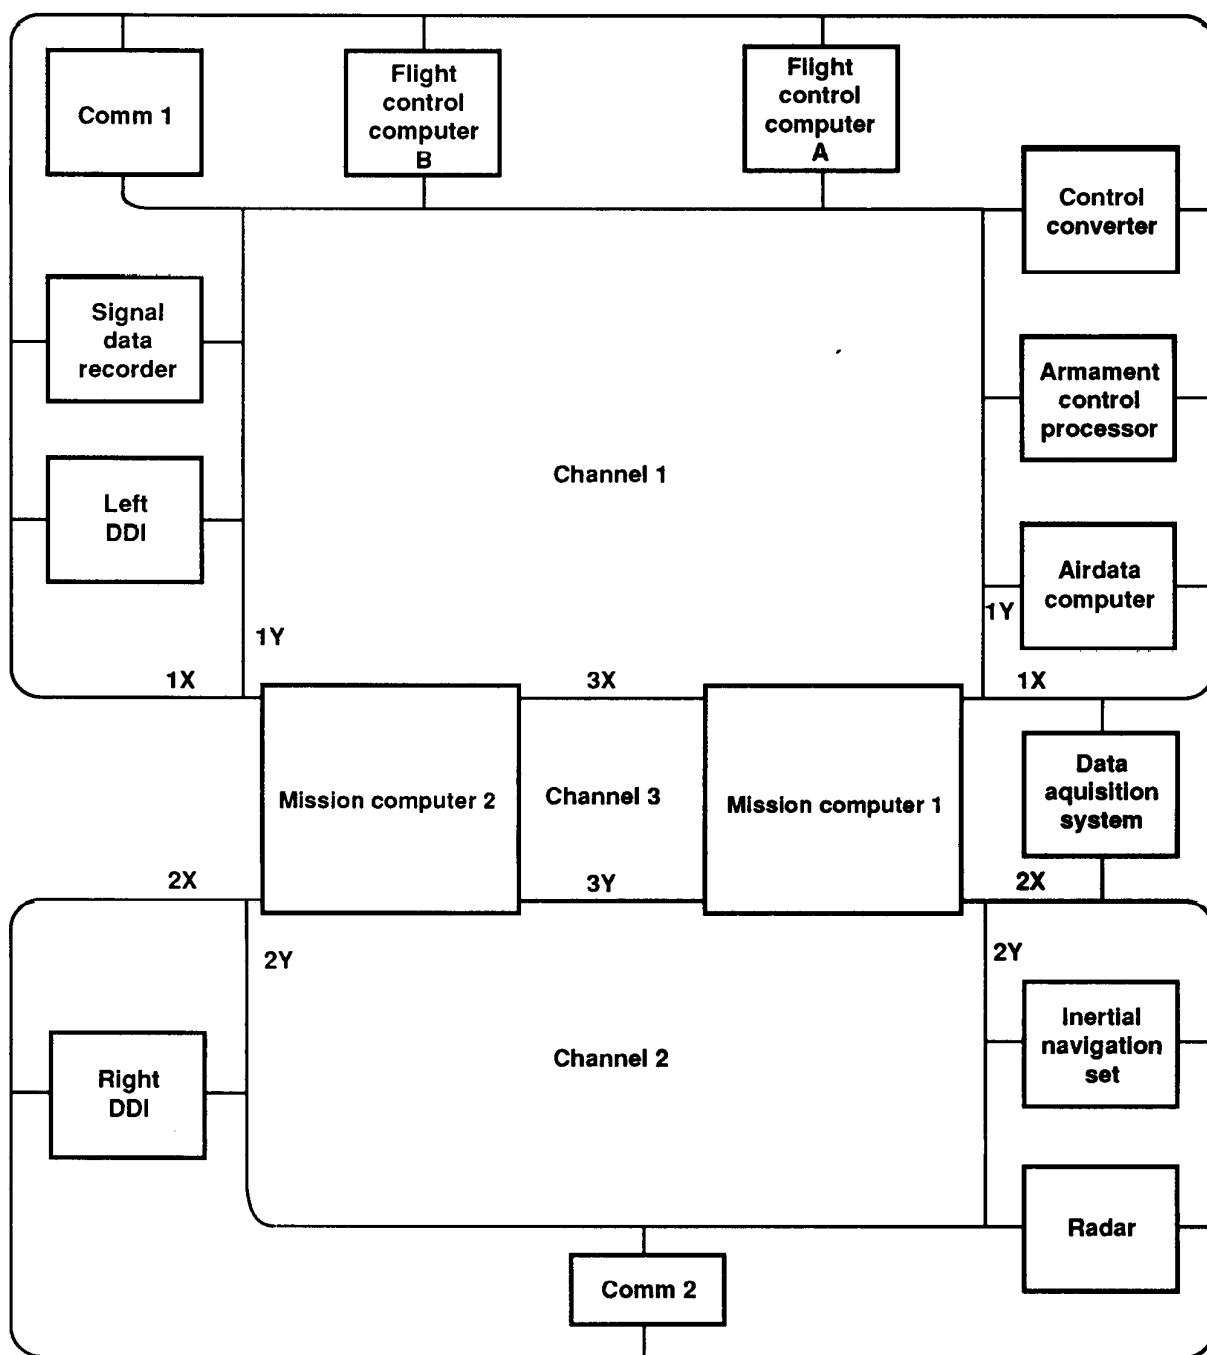 Comm 1
Flight
control
computer
B
Flight
control
computer
A
Control
converter
Signal
data
recorder
Armament
control
processor
Channel 1
Left
DDI
Airdata
computer
1Y
1Y
1X
3X
1X
Mission computer 2
Channel 3
Mission computer 1
Data
aquisition
system
2X
3Y
2X
2Y
2Y
Inertial
navigation
set
Channel 2
Right
DDI
Radar
Comm 2